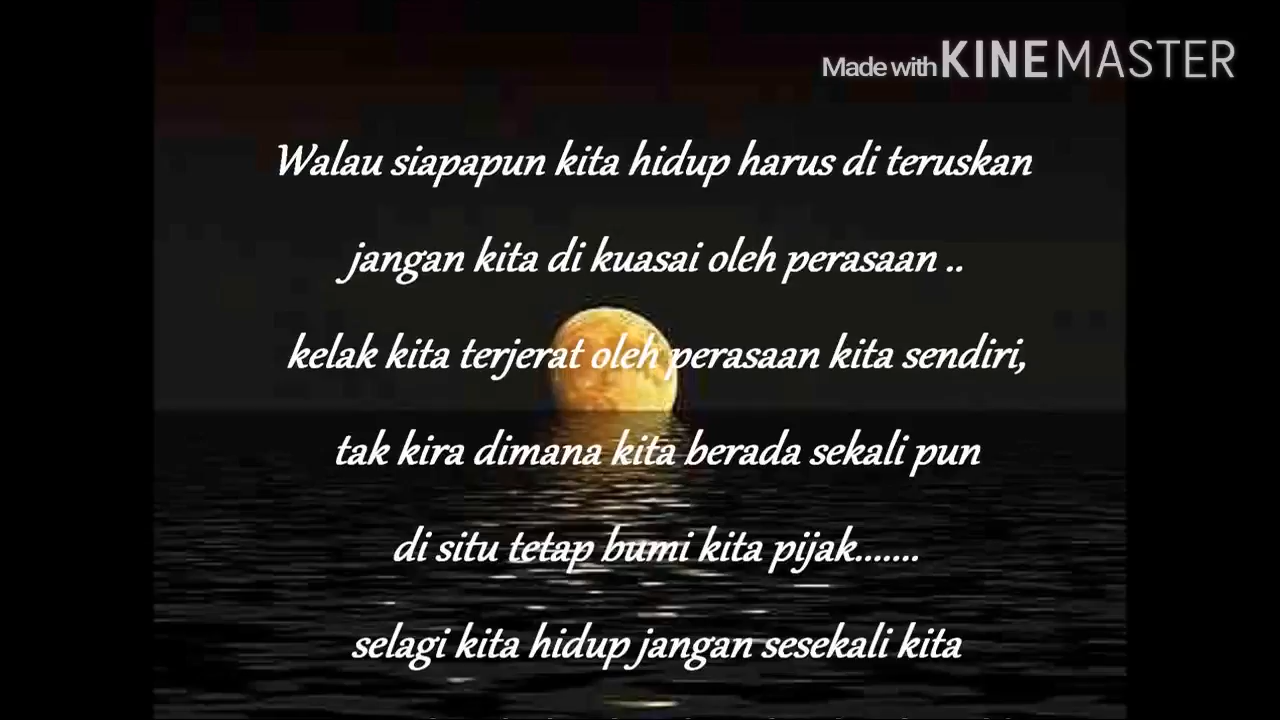 Made with KINEMASTER
Walau siapapun kita hidup harus di teruskan
jangan kita di kuasai oleh perasaan ..
kelak kita terjerat oleh perasaan kita sendiri,
tak kira dimana kita berada sekali pun
di situ tetap bumi kita pijak.......
selagi kita hidup jangan sesekali kita